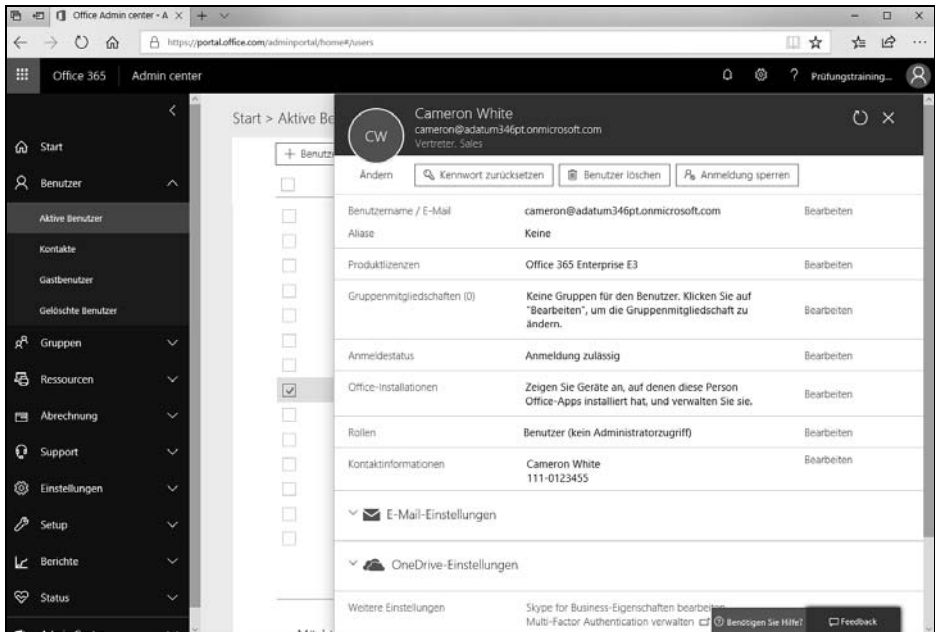 Office Admin center - A
https://portal.office.com/adminportal/home#/users
Office 365 Admin center
? Prüfungstraining...
Start
Benutzer
Aktive Benutzer
Kontakte
Gastbenutzer
Gelöschte Benutzer
Gruppen
Ressourcen
Abrechnung
Support
Einstellungen
Setup
Berichte
Status
Start > Aktive Be
+ Benutze
CW
Cameron White
cameron@adatum346pt.onmicrosoft.com
Vertreter, Sales
Ändern Kennwort zurücksetzen Benutzer löschen Anmeldung sperren
Benutzername / E-Mail cameron@adatum346pt.onmicrosoft.com Bearbeiten
Aliase Keine
Produktlizenzen Office 365 Enterprise E3 Bearbeiten
Gruppenmitgliedschaften (0) Keine Gruppen für den Benutzer. Klicken Sie auf
"Bearbeiten", um die Gruppenmitgliedschaft zu Bearbeiten
ändern.
Anmeldestatus Anmeldung zulässig Bearbeiten
Office-Installationen Zeigen Sie Geräte an, auf denen diese Person
Office-Apps installiert hat, und verwalten Sie sie. Bearbeiten
Rollen Benutzer (kein Administratorzugriff) Bearbeiten
Kontaktinformationen Cameron White Bearbeiten
111-0123455
E-Mail-Einstellungen
OneDrive-Einstellungen
Weitere Einstellungen Skype for Business-Eigenschaften bearbeiten
Multi-Factor Authentication verwalten
Benötigen Sie Hilfe? Feedback